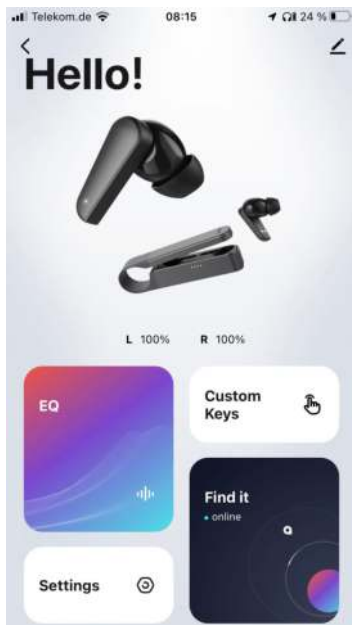 Telekom.de 08:15 24 %
Hello!
L 100% R 100%
EQ
Custom
Keys
Find it
online
Settings